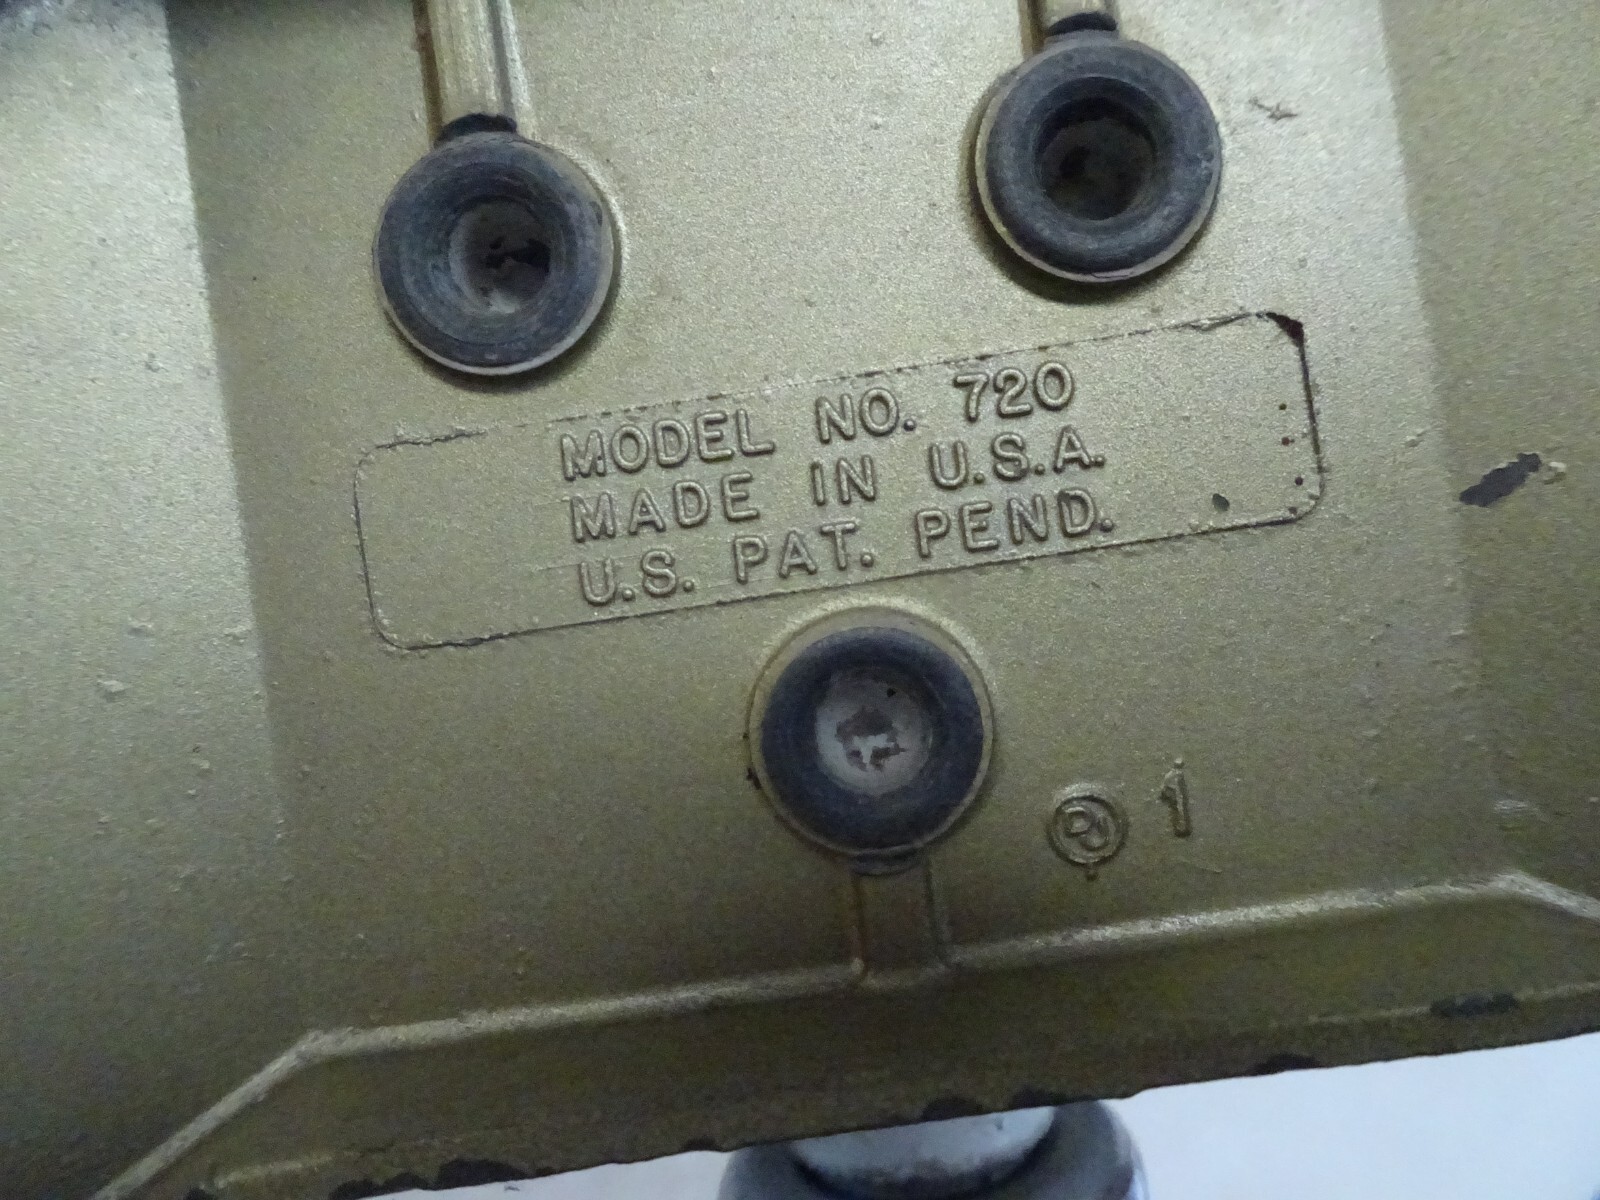 MODEL NO. 720
MADE IN U.S.A.
U.S. PAT. PEND.
1